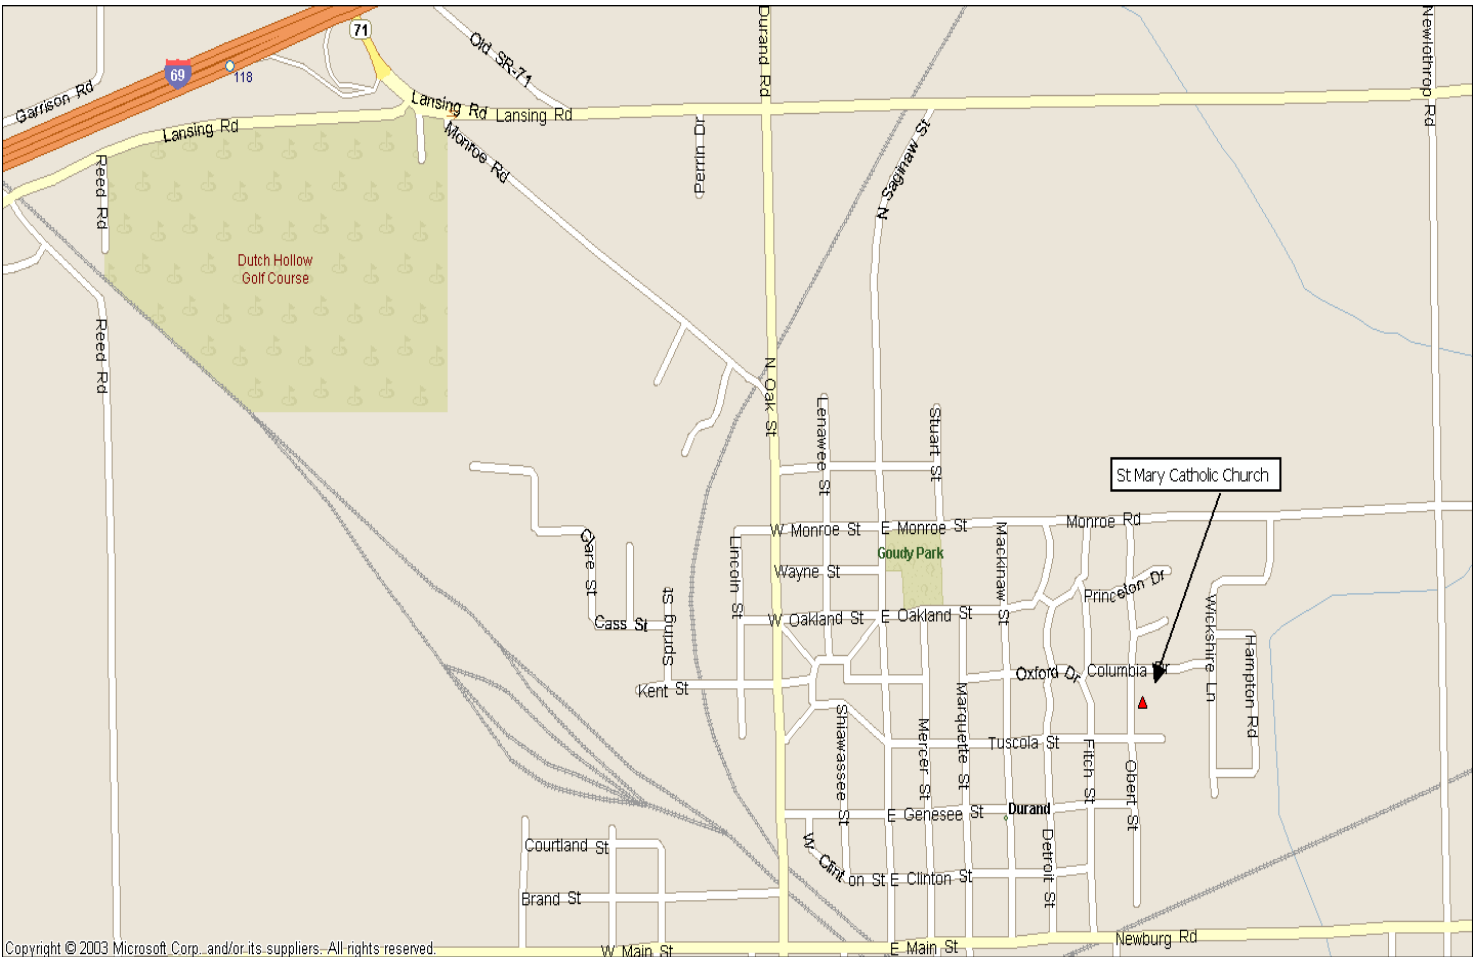 71
Old SR-71
Durand Rd
Newlothrop Rd
69
118
Garrison Rd
Lansing Rd
Lansing Rd
Lansing Rd
Monroe Rd
Perrin Dr
N Saginaw St
Reed Rd
Dutch Hollow
Golf Course
Reed Rd
N Oak St
Lenawee St
Stuart St
St Mary Catholic Church
W Monroe St
E Monroe St
Monroe Rd
Goudy Park
Clare St
Lincoln St
Mackinaw St
Wayne St
Princeton Dr
Spring St
Cass St
W Oakland St
E Oakland St
Wickshire Ln
Hampton Rd
Oxford Dr
Columbia Dr
Kent St
Shiawassee St
Mercer St
Marquette St
Tuscola St
Fitch St
Obert St
E Genesee St
Durand
Detroit St
W Clinton St
E Clinton St
Courtland St
Brand St
Copyright © 2003 Microsoft Corp. and/or its suppliers. All rights reserved.
W Main St
E Main St
Newburg Rd